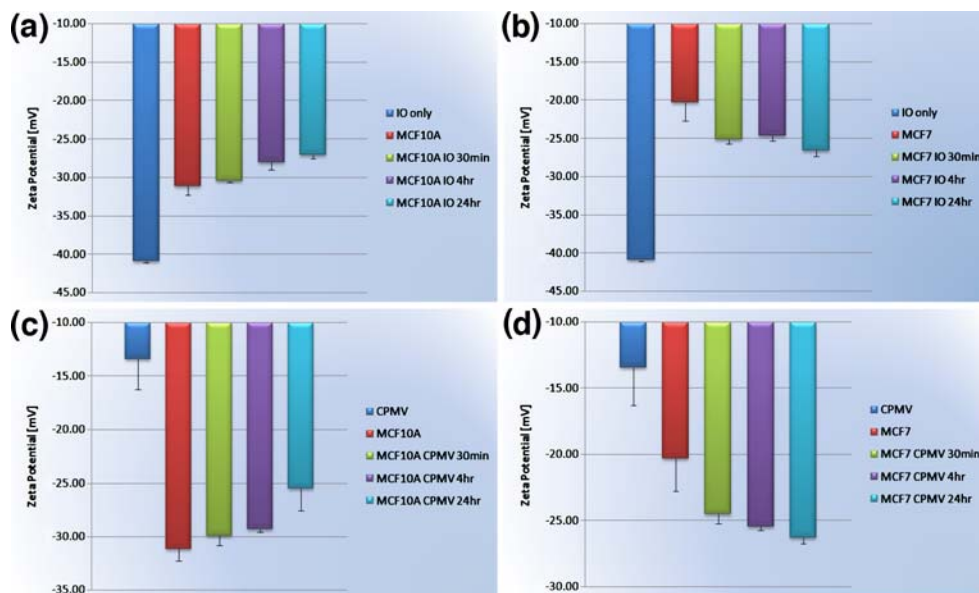 (a)
Zeta Potential [mV]
-10.00
-15.00
-20.00
-25.00
-30.00
-35.00
-40.00
-45.00
IO only
MCF10A
MCF10A IO 30min
MCF10A IO 4hr
MCF10A IO 24hr
(b)
Zeta Potential [mV]
-10.00
-15.00
-20.00
-25.00
-30.00
-35.00
-40.00
-45.00
IO only
MCF7
MCF7 IO 30min
MCF7 IO 4hr
MCF7 IO 24hr
(c)
Zeta Potential [mV]
-10.00
-15.00
-20.00
-25.00
-30.00
-35.00
CPMV
MCF10A
MCF10A CPMV 30min
MCF10A CPMV 4hr
MCF10A CPMV 24hr
(d)
Zeta Potential [mV]
-10.00
-15.00
-20.00
-25.00
-30.00
CPMV
MCF7
MCF7 CPMV 30min
MCF7 CPMV 4hr
MCF7 CPMV 24hr